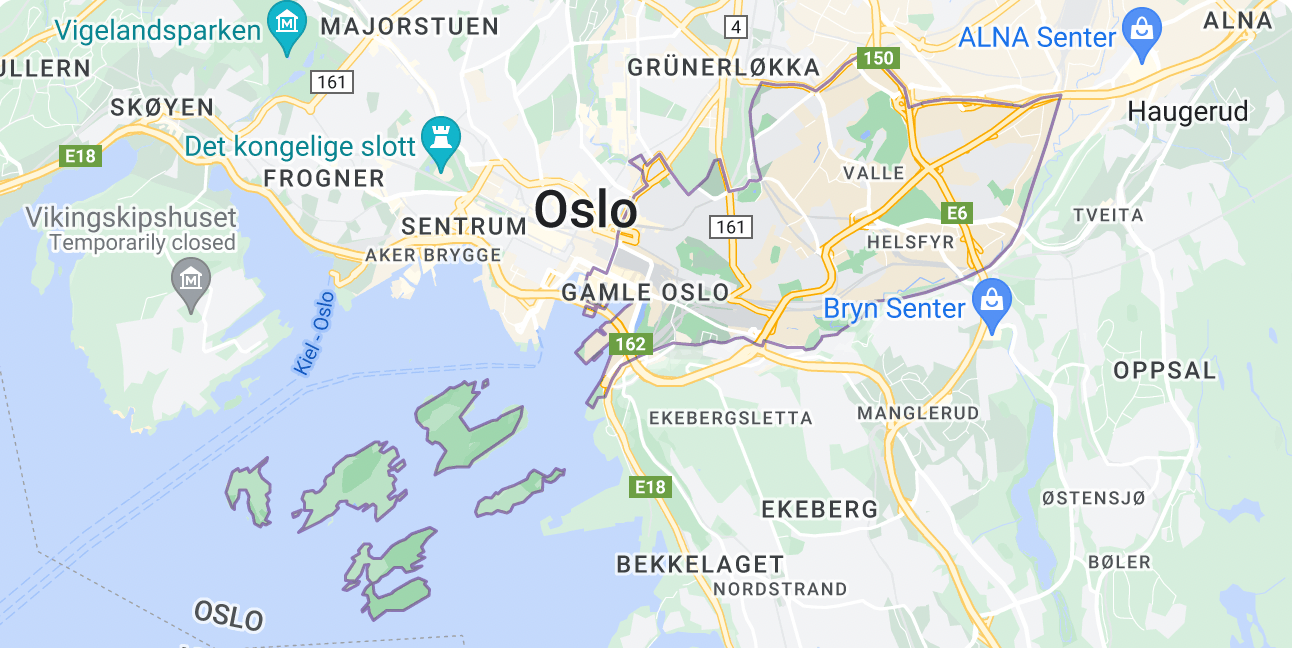 Vigelandsparken
MAJORSTUEN
4
ALNA
ALNA Senter
ULLERN
161
GRÜNERLØKKA
150
SKØYEN
Haugerud
E18
Det kongelige slott
FROGNER
VALLE
Vikingskipshuset
Temporarily closed
Oslo
SENTRUM
161
E6
TVEITA
AKER BRYGGE
HELSFYR
GAMLE OSLO
Bryn Senter
Kiel - Oslo
162
OPPSAL
EKEBERGSLETTA
MANGLERUD
E18
EKEBERG
ØSTENSJØ
BEKKELAGET
NORDSTRAND
BØLER
OSLO